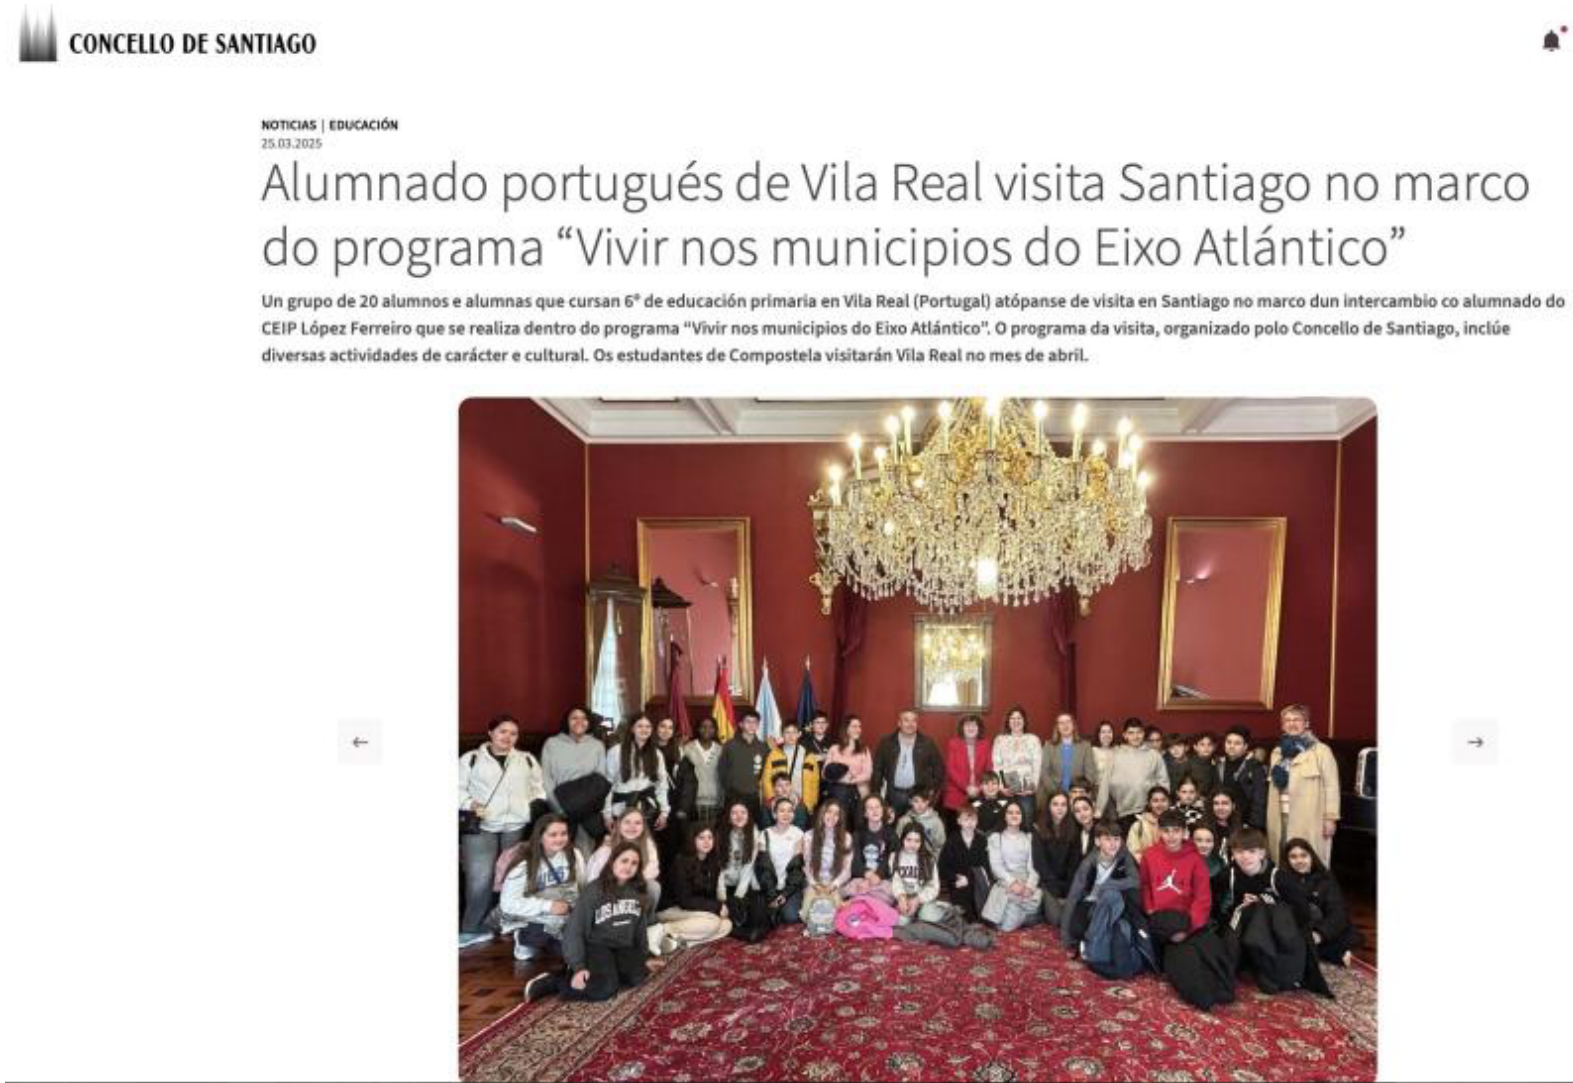 CONCELLO DE SANTIAGO
NOTICIAS | EDUCACIÓN
25.03.2025
Alumnado portugués de Vila Real visita Santiago no marco
do programa “Vivir nos municipios do Eixo Atlántico”
Un grupo de 20 alumnos e alumnas que cursan 6º de educación primaria en Vila Real (Portugal) atópanse de visita en Santiago no marco dun intercambio co alumnado do
CEIP López Ferreiro que se realiza dentro do programa “Vivir nos municipios do Eixo Atlántico”. O programa da visita, organizado polo Concello de Santiago, inclúe
diversas actividades de carácter e cultural. Os estudantes de Compostela visitarán Vila Real no mes de abril.
LOS ANGELES